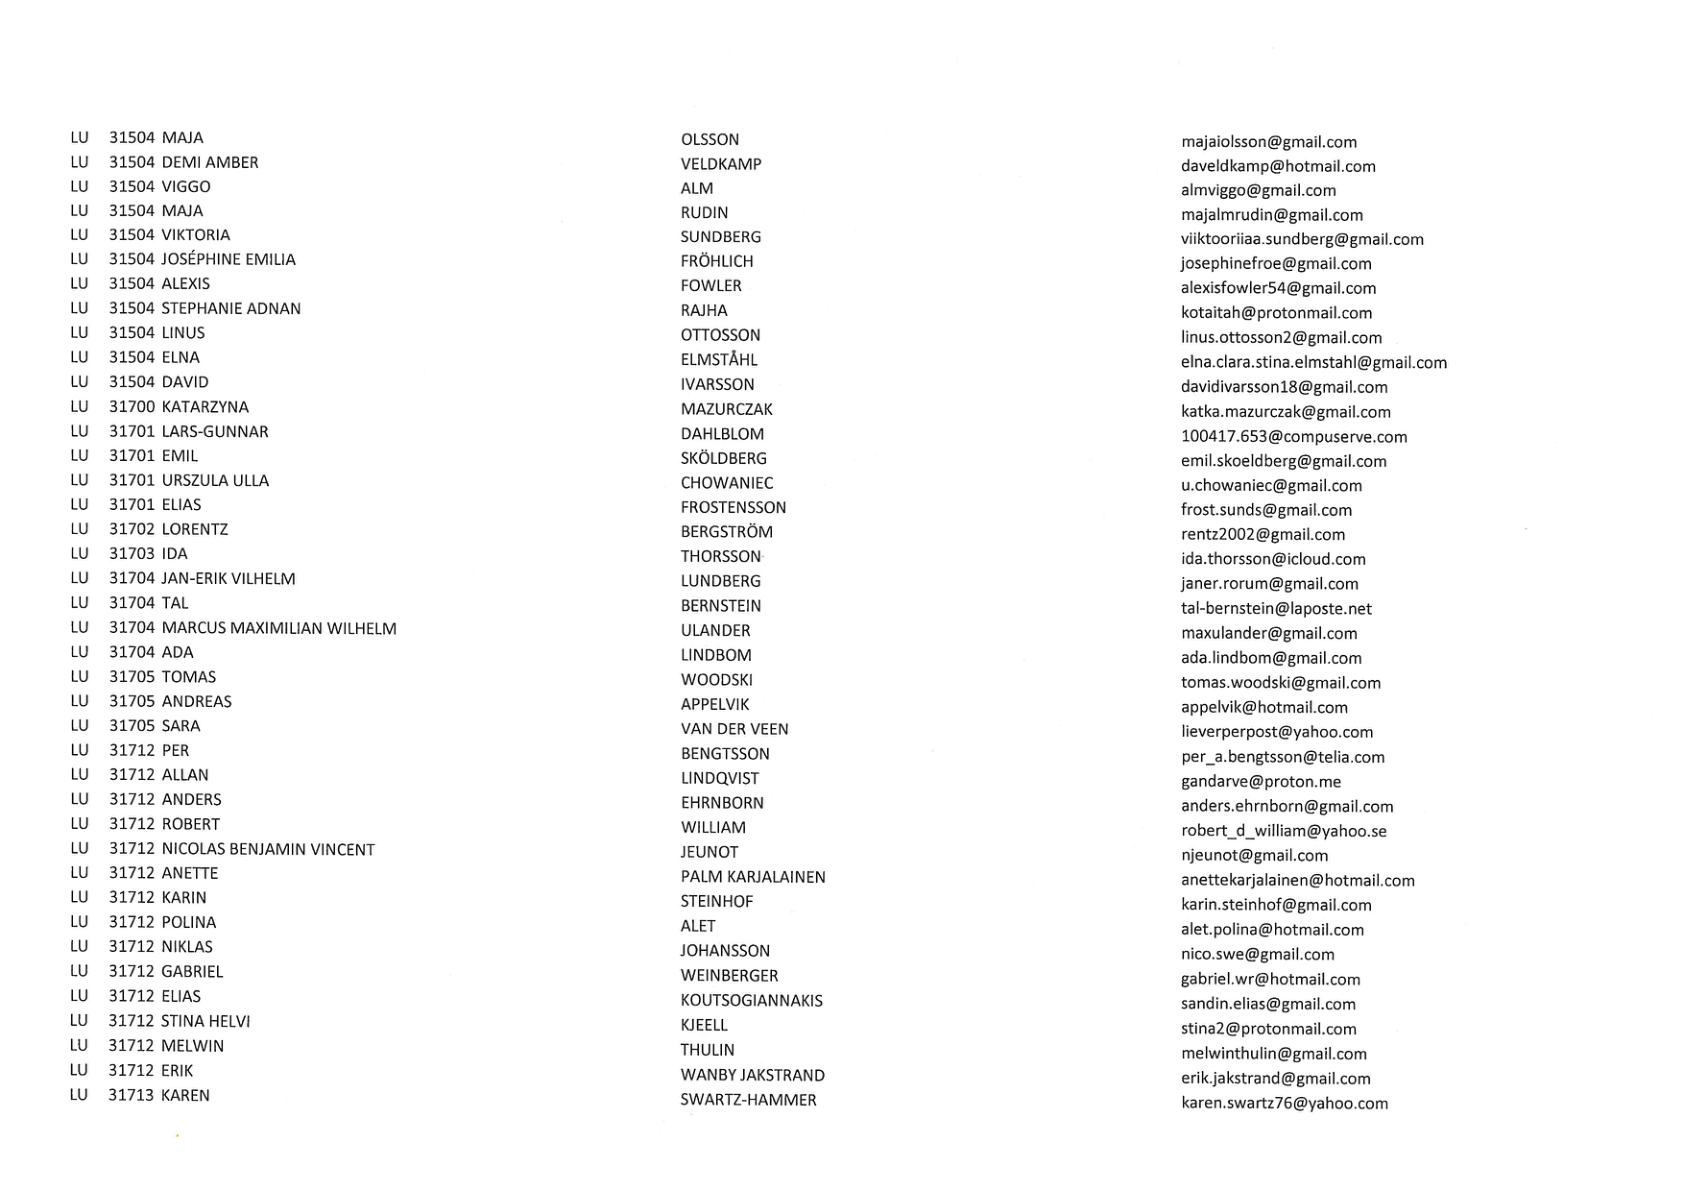 LU 31504 MAJA OLSSON majaiolsson@gmail.com
LU 31504 DEMI AMBER VELDKAMP daveldkamp@hotmail.com
LU 31504 VIGGO ALM almviggo@gmail.com
LU 31504 MAJA RUDIN majalmrudin@gmail.com
LU 31504 VIKTORIA SUNDBERG viiktooriiaa.sundberg@gmail.com
LU 31504 JOSÉPHINE EMILIA FRÖHLICH josephinefroe@gmail.com
LU 31504 ALEXIS FOWLER alexisfowler54@gmail.com
LU 31504 STEPHANIE ADNAN RAJHA kotaitah@protonmail.com
LU 31504 LINUS OTTOSSON linus.ottosson2@gmail.com
LU 31504 ELNA ELMSTÅHL elna.clara.stina.elmstahl@gmail.com
LU 31504 DAVID IVARSSON davidivarsson18@gmail.com
LU 31700 KATARZYNA MAZURCZAK katka.mazurczak@gmail.com
LU 31701 LARS-GUNNAR DAHLBLOM 100417.653@compuserve.com
LU 31701 EMIL SKÖLDBERG emil.skoeldberg@gmail.com
LU 31701 URSZULA ULLA CHOWANIEC u.chowaniec@gmail.com
LU 31701 ELIAS FROSTENSSON frost.sunds@gmail.com
LU 31702 LORENTZ BERGSTRÖM rentz2002@gmail.com
LU 31703 IDA THORSSON ida.thorsson@icloud.com
LU 31704 JAN-ERIK VILHELM LUNDBERG janer.rorum@gmail.com
LU 31704 TAL BERNSTEIN tal-bernstein@laposte.net
LU 31704 MARCUS MAXIMILIAN WILHELM ULANDER maxulander@gmail.com
LU 31704 ADA LINDBOM ada.lindbom@gmail.com
LU 31705 TOMAS WOODSKI tomas.woodski@gmail.com
LU 31705 ANDREAS APPELVIK appelvik@hotmail.com
LU 31705 SARA VAN DER VEEN lieverperpost@yahoo.com
LU 31712 PER BENGTSSON per_a.bengtsson@telia.com
LU 31712 ALLAN LINDQVIST gandarve@proton.me
LU 31712 ANDERS EHRNBORN anders.ehrnborn@gmail.com
LU 31712 ROBERT WILLIAM robert_d_william@yahoo.se
LU 31712 NICOLAS BENJAMIN VINCENT JEUNOT njeunot@gmail.com
LU 31712 ANETTE PALM KARJALAINEN anettekarjalainen@hotmail.com
LU 31712 KARIN STEINHOF karin.steinhof@gmail.com
LU 31712 POLINA ALET alet.polina@hotmail.com
LU 31712 NIKLAS JOHANSSON nico.swe@gmail.com
LU 31712 GABRIEL WEINBERGER gabriel.wr@hotmail.com
LU 31712 ELIAS KOUTSOGIANNAKIS sandin.elias@gmail.com
LU 31712 STINA HELVI KJEELL stina2@protonmail.com
LU 31712 MELWIN THULIN melwinthulin@gmail.com
LU 31712 ERIK WANBY JAKSTRAND erik.jakstrand@gmail.com
LU 31713 KAREN SWARTZ-HAMMER karen.swartz76@yahoo.com